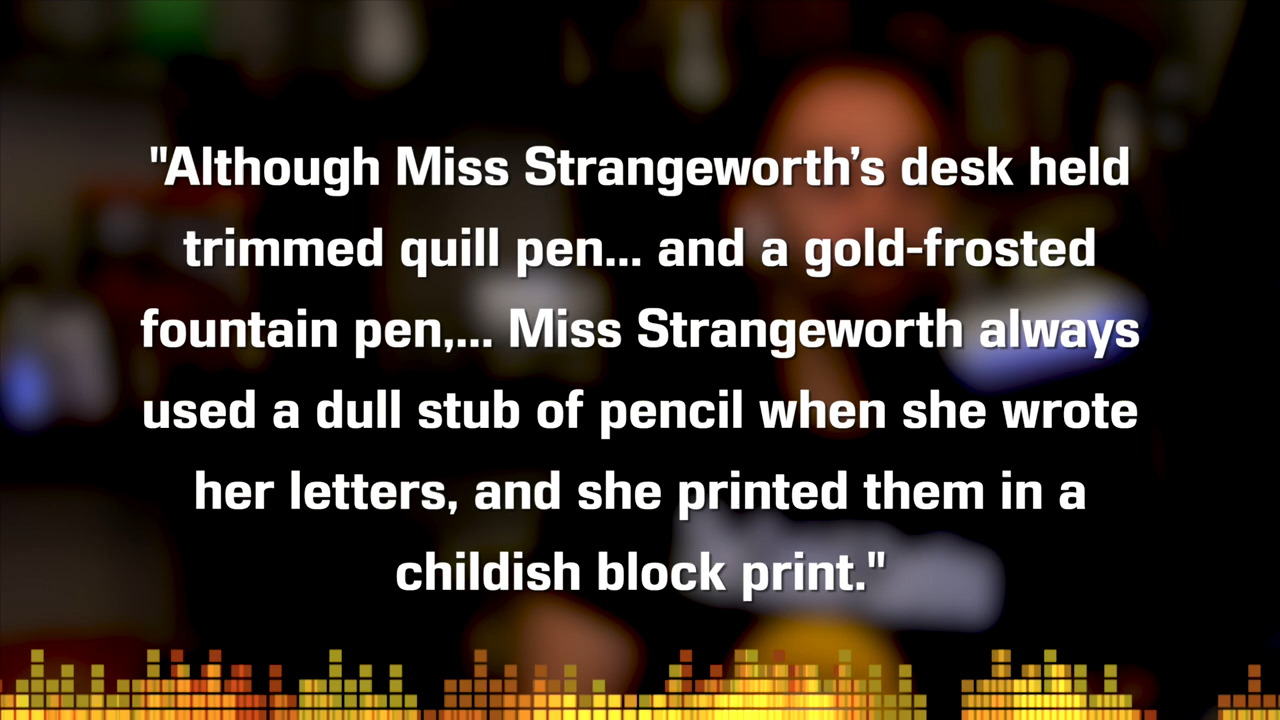 "Although Miss Strangeworth’s desk held
trimmed quill pen... and a gold-frosted
fountain pen,... Miss Strangeworth always
used a dull stub of pencil when she wrote
her letters, and she printed them in a
childish block print."